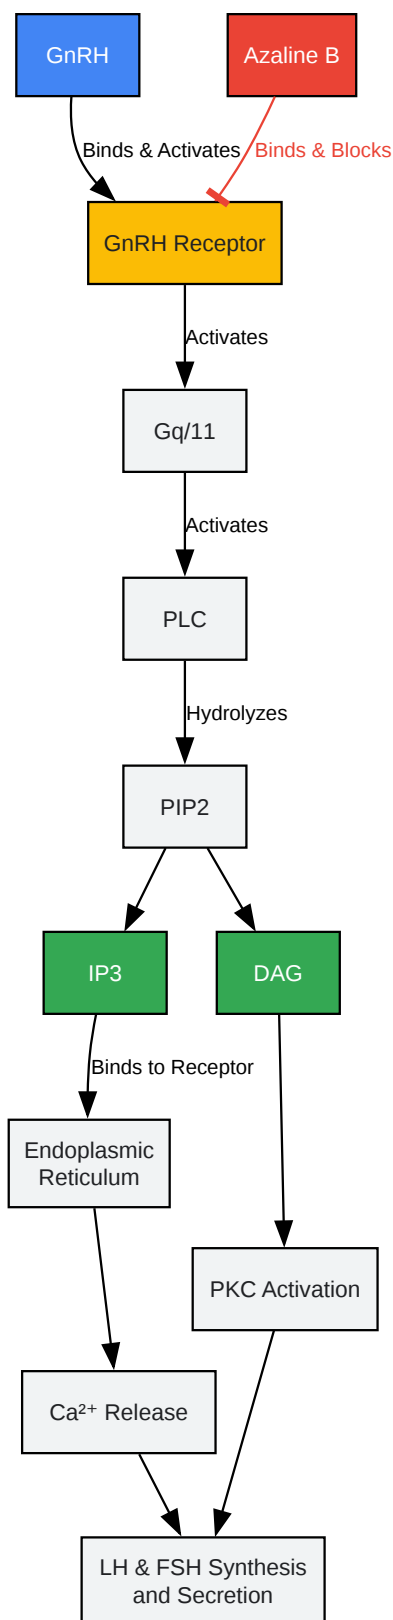 GnRH
Azaline B
Binds & Activates
Binds & Blocks
GnRH Receptor
Activates
Gq/11
Activates
PLC
Hydrolyzes
PIP2
IP3
DAG
Binds to Receptor
Endoplasmic
Reticulum
PKC Activation
Ca²⁺ Release
LH & FSH Synthesis
and Secretion